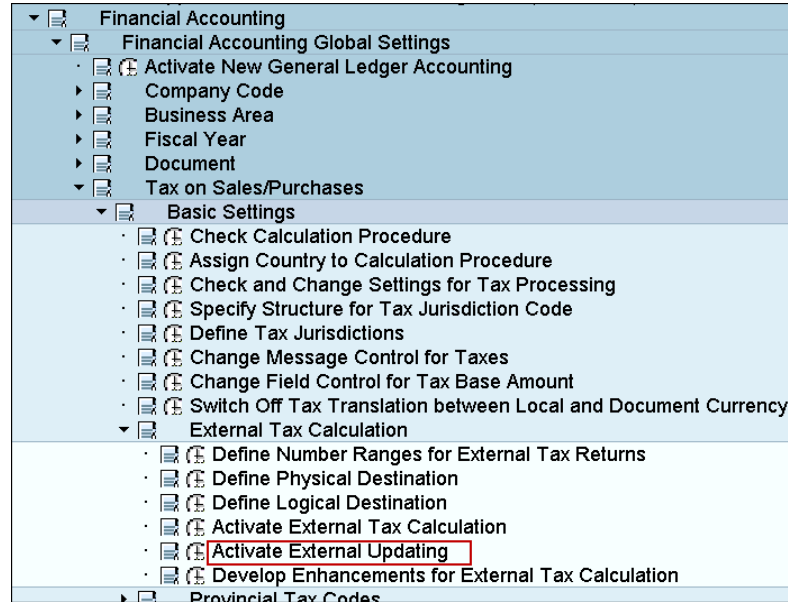 Financial Accounting
Financial Accounting Global Settings
Activate New General Ledger Accounting
Company Code
Business Area
Fiscal Year
Document
Tax on Sales/Purchases
Basic Settings
Check Calculation Procedure
Assign Country to Calculation Procedure
Check and Change Settings for Tax Processing
Specify Structure for Tax Jurisdiction Code
Define Tax Jurisdictions
Change Message Control for Taxes
Change Field Control for Tax Base Amount
Switch Off Tax Translation between Local and Document Currency
External Tax Calculation
Define Number Ranges for External Tax Returns
Define Physical Destination
Define Logical Destination
Activate External Tax Calculation
Activate External Updating
Develop Enhancements for External Tax Calculation
Provincial Tax Codes